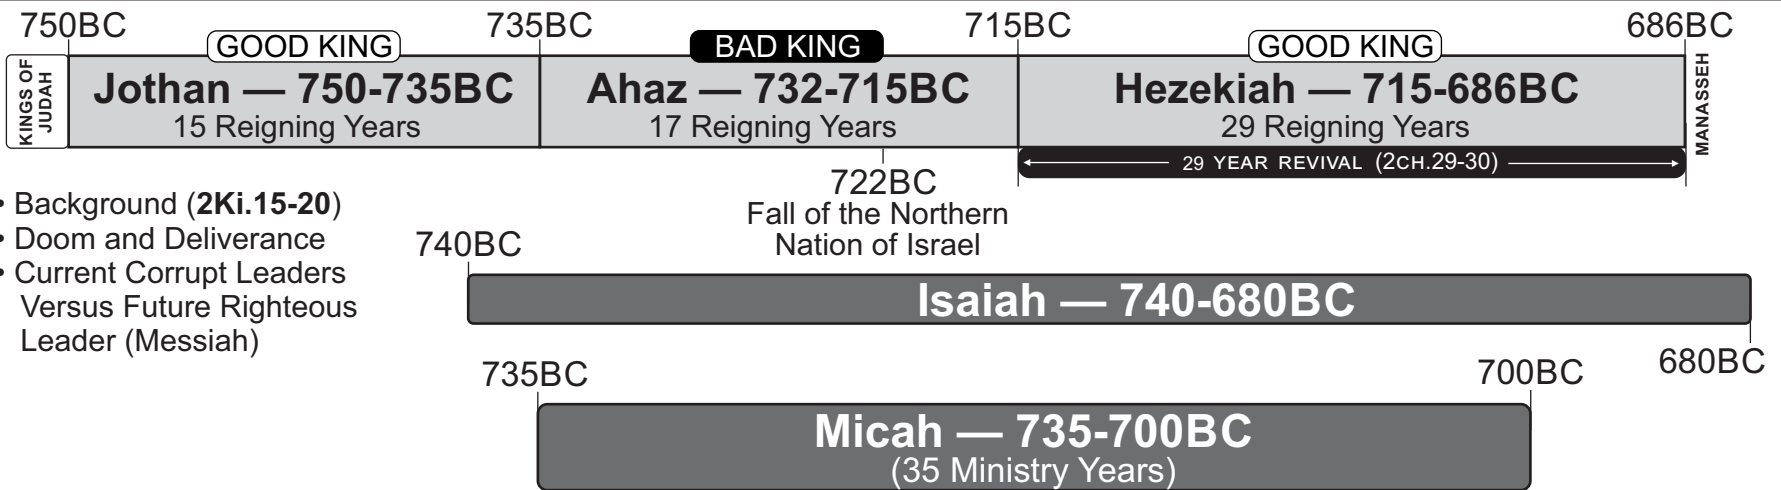 750BC
735BC
715BC
686BC
GOOD KING
BAD KING
GOOD KING
KINGS OF
JUDAH
Jothan — 750-735BC
15 Reigning Years
Ahaz — 732-715BC
17 Reigning Years
Hezekiah — 715-686BC
29 Reigning Years
MANASSEH
29 YEAR REVIVAL (2CH.29-30)
722BC
Fall of the Northern
Nation of Israel
• Background (2Ki.15-20)
• Doom and Deliverance
• Current Corrupt Leaders
Versus Future Righteous
Leader (Messiah)
740BC
Isaiah — 740-680BC
680BC
735BC
700BC
Micah — 735-700BC
(35 Ministry Years)